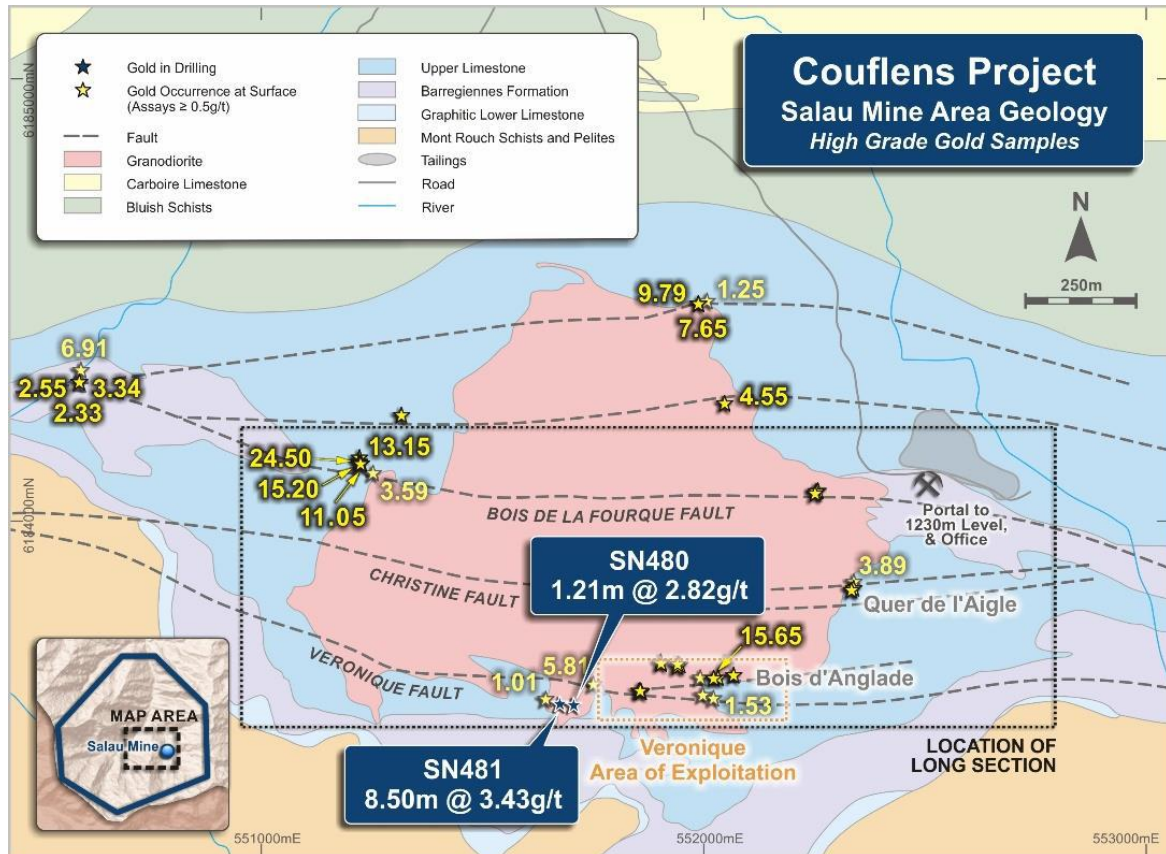 Gold in Drilling
Gold Occurrence at Surface
(Assays ≥ 0.5g/t)
Fault
Granodiorite
Carboire Limestone
Bluish Schists
Upper Limestone
Barregiennes Formation
Graphitic Lower Limestone
Mont Rouch Schists and Pelites
Tailings
Road
River
Couflens Project
Salau Mine Area Geology
High Grade Gold Samples
N
250m
6185000mN
9.79
1.25
7.65
6.91
2.55
3.34
2.33
4.55
13.15
24.50
15.20
3.59
11.05
BOIS DE LA FOURQUE FAULT
Portal to
1230m Level,
& Office
6184000mN
SN480
1.21m @ 2.82g/t
CHRISTINE FAULT
3.89
Quer de l'Aigle
15.65
VERONIQUE FAULT
5.81
1.01
Bois d'Anglade
1.53
MAP AREA
Salau Mine
Veronique
Area of Exploitation
LOCATION OF
LONG SECTION
SN481
8.50m @ 3.43g/t
551000mE
552000mE
553000mE